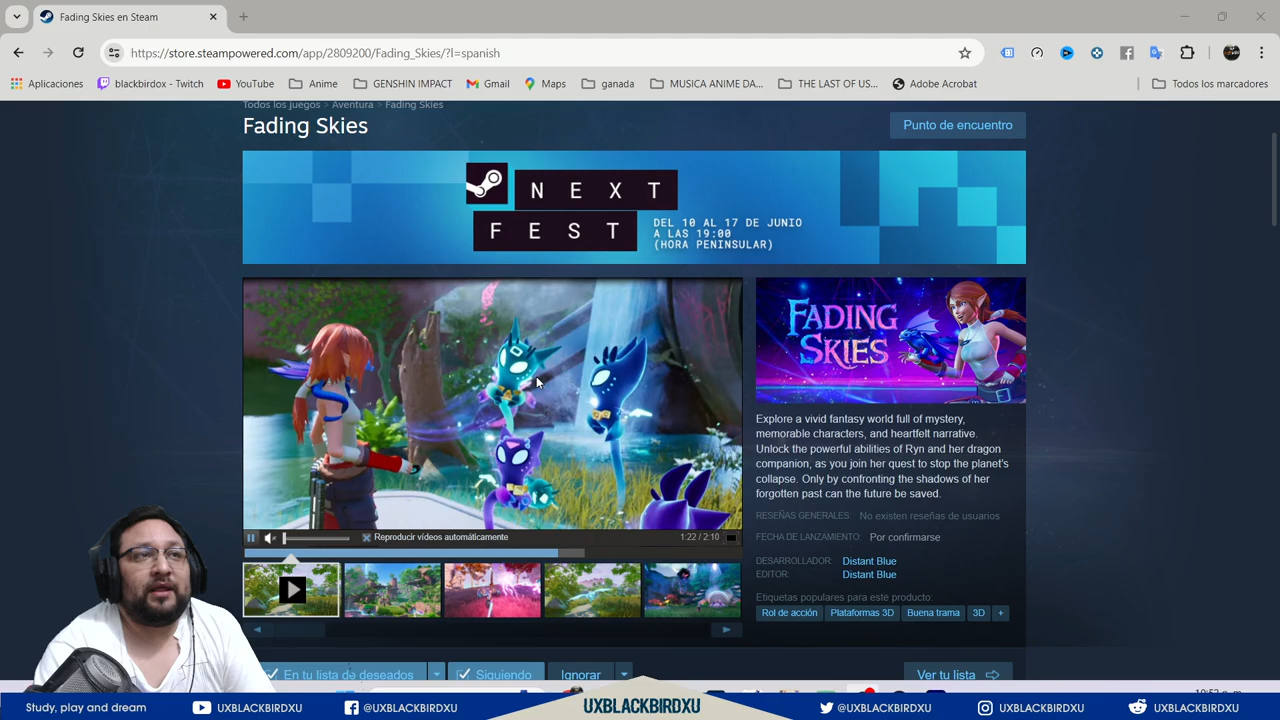 Fading Skies en Steam
https://store.steampowered.com/app/2809200/Fading_Skies/?l=spanish
Aplicaciones
blackbirdox - Twitch
YouTube
Anime
GENSHIN IMPACT
Gmail
Maps
ganada
MUSICA ANIME DA...
THE LAST OF US...
Adobe Acrobat
Todos los marcadores
Todos los juegos > Aventura > Fading Skies
Fading Skies
Punto de encuentro
NEXT
FEST
DEL 10 AL 17 DE JUNIO
A LAS 19:00
(HORA PENINSULAR)
FADING
SKIES
Explore a vivid fantasy world full of mystery,
memorable characters, and heartfelt narrative.
Unlock the powerful abilities of Ryn and her dragon
companion, as you join her quest to stop the planet's
collapse. Only by confronting the shadows of her
forgotten past can the future be saved.
RESEÑAS GENERALES: No existen reseñas de usuarios
FECHA DE LANZAMIENTO: Por confirmarse
DESARROLLADOR: Distant Blue
EDITOR: Distant Blue
Etiquetas populares para este producto:
Rol de acción
Plataformas 3D
Buena trama
3D
+
Reproducir vídeos automáticamente
1:22 / 2:10
En tu lista de deseados
Siguiendo
Ignorar
Ver tu lista
Study, play and dream
UXBLACKBIRDXU
@UXBLACKBIRDXU
UXBLACKBIRDXU
@UXBLACKBIRDXU
UXBLACKBIRDXU
UXBLACKBIRDXU